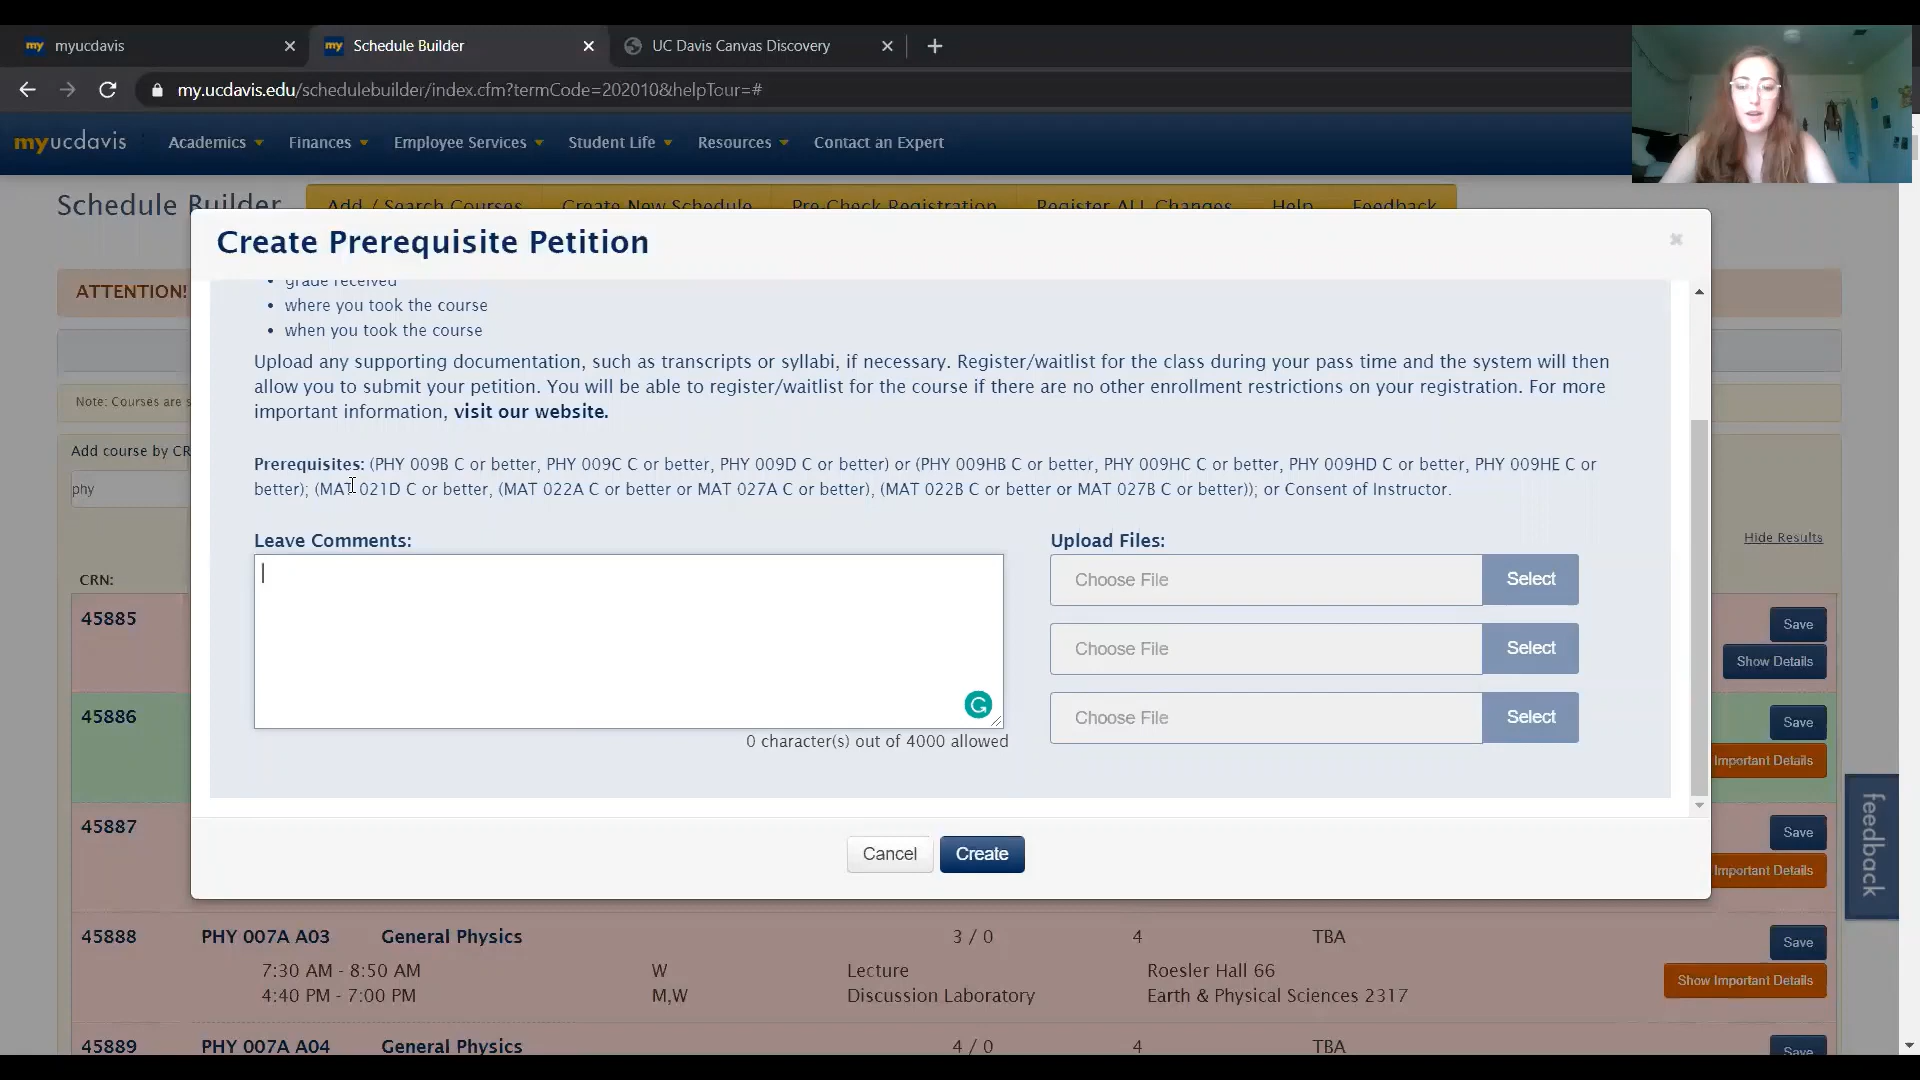 myucdavis
Schedule Builder
UC Davis Canvas Discovery
my.ucdavis.edu/schedulebuilder/index.cfm?termCode=202010&helpTour=#
myucdavis Academics Finances Employee Services Student Life Resources Contact an Expert
Schedule Builder Add / Search Courses Create New Schedule Pre-Check Registration Register ALL Changes Help Feedback
Create Prerequisite Petition
ATTENTION!
• grade received
• where you took the course
• when you took the course
Upload any supporting documentation, such as transcripts or syllabi, if necessary. Register/waitlist for the class during your pass time and the system will then
allow you to submit your petition. You will be able to register/waitlist for the course if there are no other enrollment restrictions on your registration. For more
important information, visit our website.
Note: Courses are s
Add course by CR
phy
Prerequisites: (PHY 009B C or better, PHY 009C C or better, PHY 009D C or better) or (PHY 009HB C or better, PHY 009HC C or better, PHY 009HD C or better, PHY 009HE C or
better); (MAT 021D C or better, (MAT 022A C or better or MAT 027A C or better), (MAT 022B C or better or MAT 027B C or better)); or Consent of Instructor.
Hide Results
Leave Comments:
Upload Files:
Choose File Select
Choose File Select
Choose File Select
0 character(s) out of 4000 allowed
Cancel Create
CRN:
45885 Save
Show Details
45886 Save
Important Details
45887 Save
Important Details
feedback
45888 PHY 007A A03 General Physics 3 / 0 4 TBA Save
7:30 AM - 8:50 AM W Lecture Roesler Hall 66
4:40 PM - 7:00 PM M,W Discussion Laboratory Earth & Physical Sciences 2317
Show Important Details
45889 PHY 007A A04 General Physics 4 / 0 4 TBA Save